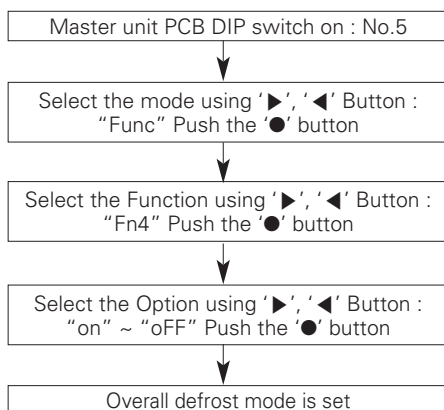 Master unit PCB DIP switch on : No.5
Select the mode using ‘▶’, ‘◀’ Button :
“Func” Push the ‘●’ button
Select the Function using ‘▶’, ‘◀’ Button :
“Fn4” Push the ‘●’ button
Select the Option using ‘▶’, ‘◀’ Button :
“on” ~ “oFF” Push the ‘●’ button
Overall defrost mode is set